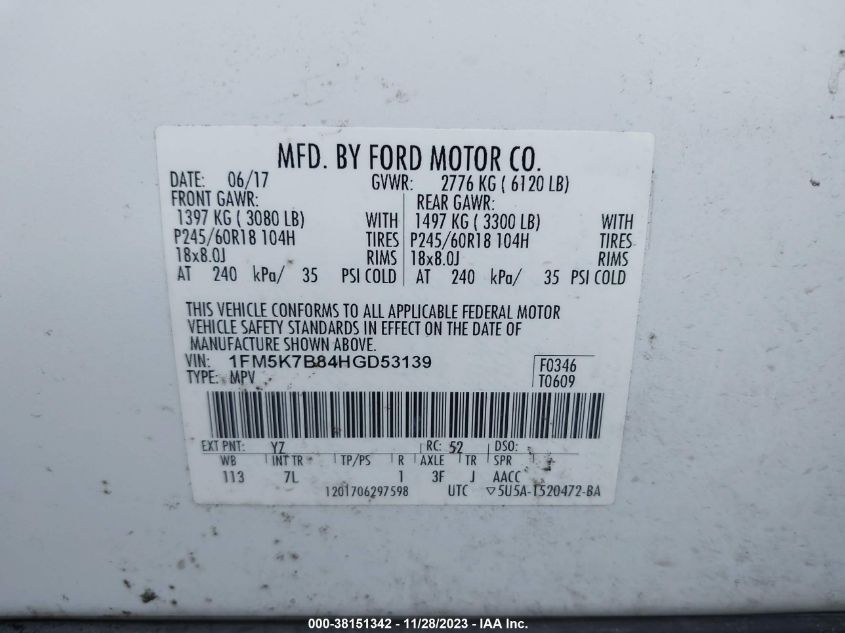 MFD. BY FORD MOTOR CO.
DATE: 06/17 GVWR: 2776 KG ( 6120 LB)
FRONT GAWR: REAR GAWR:
1397 KG ( 3080 LB) WITH 1497 KG ( 3300 LB) WITH
P245/60R18 104H TIRES P245/60R18 104H TIRES
18x8.0J RIMS 18x8.0J RIMS
AT 240 kPa/ 35 PSI COLD AT 240 kPa/ 35 PSI COLD
THIS VEHICLE CONFORMS TO ALL APPLICABLE FEDERAL MOTOR
VEHICLE SAFETY STANDARDS IN EFFECT ON THE DATE OF
MANUFACTURE SHOWN ABOVE.
VIN: 1FM5K7B84HGD53139 F0346
TYPE: MPV T0609
EXT PNT: YZ RC: 52 DSO:
WB INT TR TP/PS R AXLE TR SPR
113 7L 1 3F J AACC
1201706297598 UTC ▽5U5A-1520472-BA
000-38151342 - 11/28/2023 - IAA Inc.